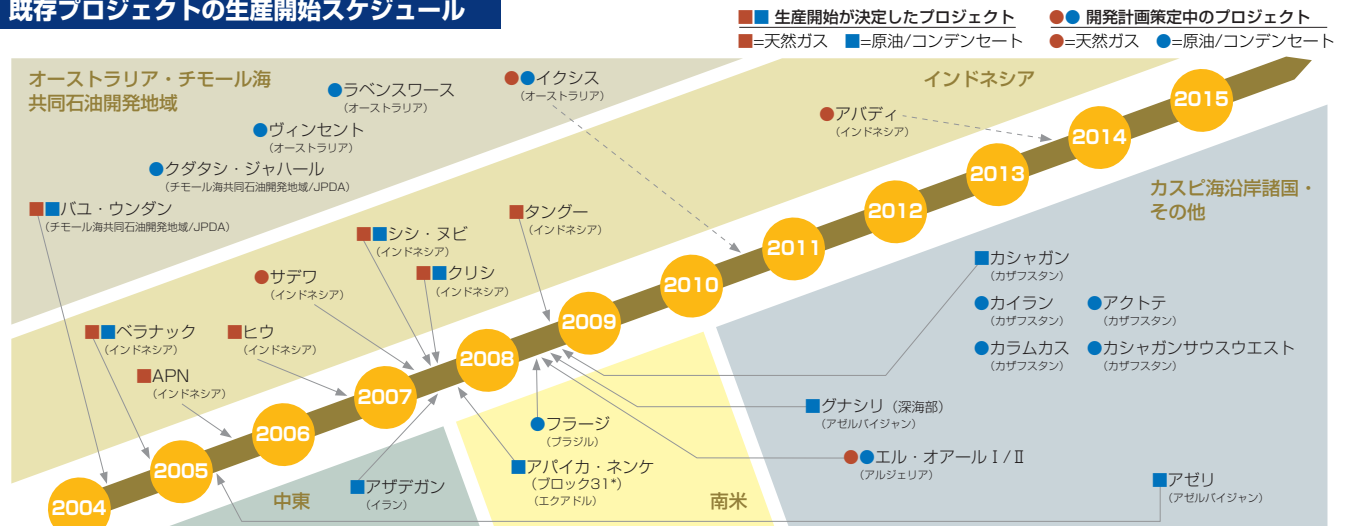 既存プロジェクトの生産開始スケジュール
■■ 生産開始が決定したプロジェクト
■=天然ガス ■=原油/コンデンセート
●● 開発計画策定中のプロジェクト
●=天然ガス ●=原油/コンデンセート
オーストラリア・チモール海
共同石油開発地域
●ラベンスワース
(オーストラリア)
●ヴィンセント
(オーストラリア)
●クダタシ・ジャハール
(チモール海共同石油開発地域/JPDA)
■■バユ・ウンダン
(チモール海共同石油開発地域/JPDA)
●●イクシス
(オーストラリア)
インドネシア
●アバディ
(インドネシア)
■タングー
(インドネシア)
■■シシ・ヌビ
(インドネシア)
■■クリシ
(インドネシア)
●サデワ
(インドネシア)
■■ベラナック
(インドネシア)
■ヒウ
(インドネシア)
■APN
(インドネシア)
2004
2005
2006
2007
2008
2009
2010
2011
2012
2013
2014
2015
カスピ海沿岸諸国・
その他
■カシャガン
(カザフスタン)
●カイラン
(カザフスタン)
●アクトテ
(カザフスタン)
●カラムカス
(カザフスタン)
●カシャガンサウスウエスト
(カザフスタン)
■グナシリ(深海部)
(アゼルバイジャン)
●●エル・オアールⅠ/Ⅱ
(アルジェリア)
■アゼリ
(アゼルバイジャン)
●フラージ
(ブラジル)
■アパイカ・ネンケ
(ブロック31*)
(エクアドル)
南米
■アザデガン
(イラン)
中東